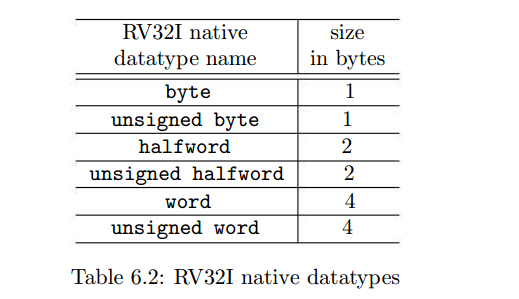 RV32I native size
datatype name in bytes
byte 1
unsigned byte 1
halfword 2
unsigned halfword 2
word 4
unsigned word 4
Table 6.2: RV32I native datatypes